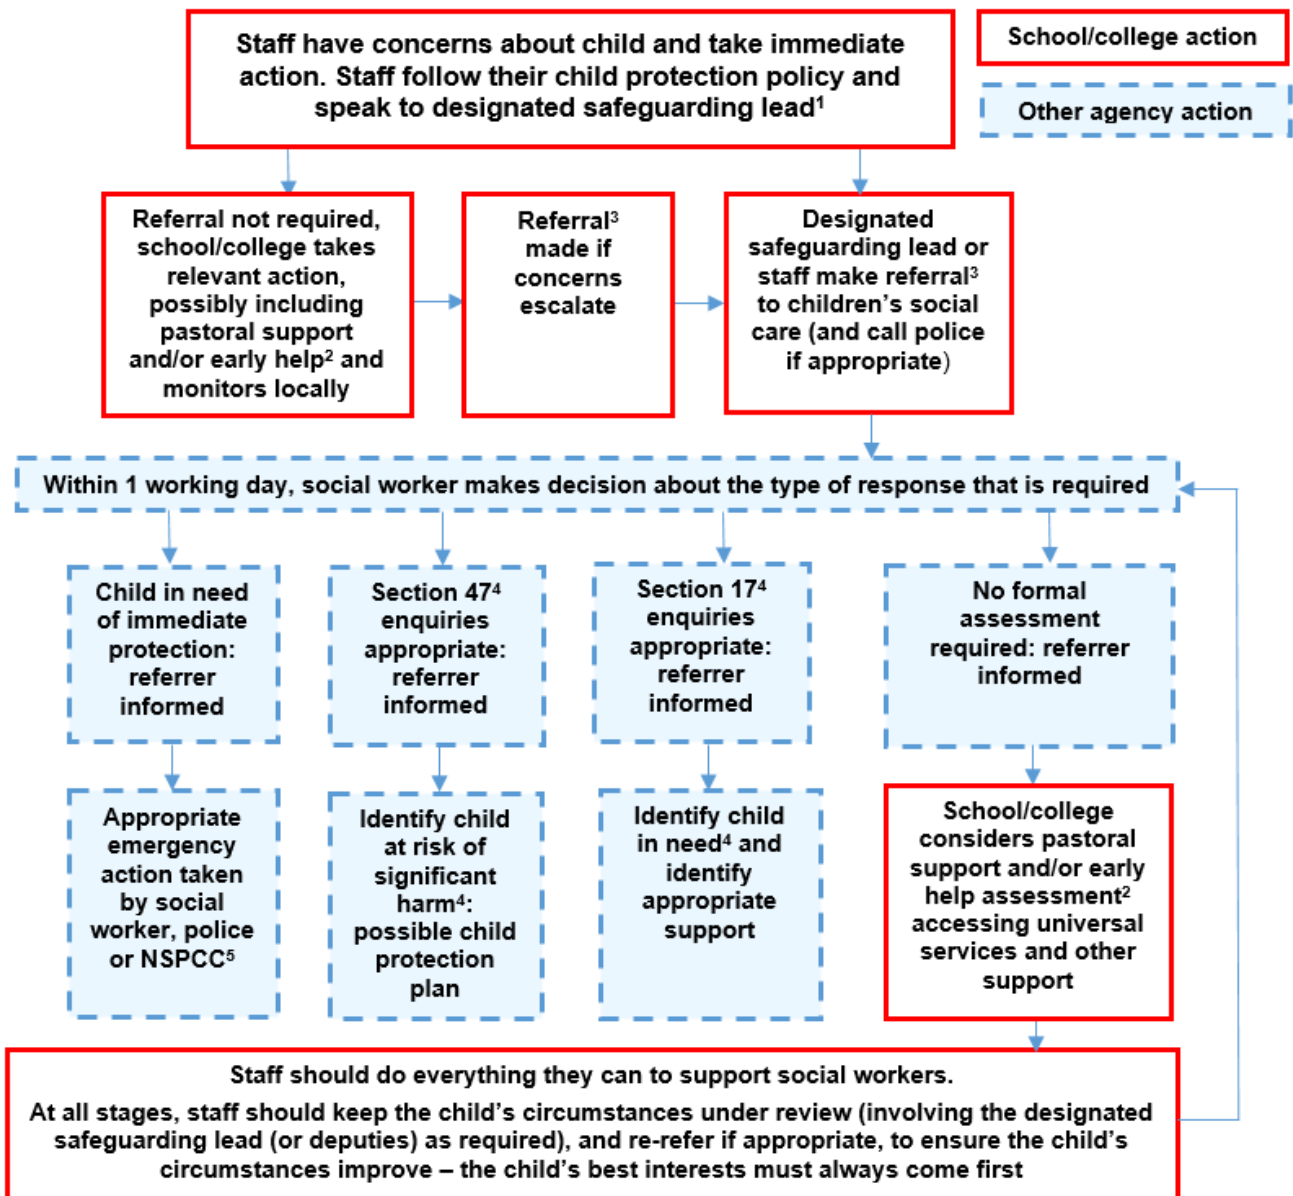 Staff have concerns about child and take immediate
action. Staff follow their child protection policy and
speak to designated safeguarding lead¹
School/college action
Other agency action
Referral not required,
school/college takes
relevant action,
possibly including
pastoral support
and/or early help² and
monitors locally
Referral³
made if
concerns
escalate
Designated
safeguarding lead or
staff make referral³
to children’s social
care (and call police
if appropriate)
Within 1 working day, social worker makes decision about the type of response that is required
Child in need
of immediate
protection:
referrer
informed
Section 47⁴
enquiries
appropriate:
referrer
informed
Section 17⁴
enquiries
appropriate:
referrer
informed
No formal
assessment
required: referrer
informed
Appropriate
emergency
action taken
by social
worker, police
or NSPCC⁵
Identify child
at risk of
significant
harm⁴:
possible child
protection
plan
Identify child
in need⁴ and
identify
appropriate
support
School/college
considers pastoral
support and/or early
help assessment²
accessing universal
services and other
support
Staff should do everything they can to support social workers.
At all stages, staff should keep the child’s circumstances under review (involving the designated
safeguarding lead (or deputies) as required), and re-refer if appropriate, to ensure the child’s
circumstances improve – the child’s best interests must always come first